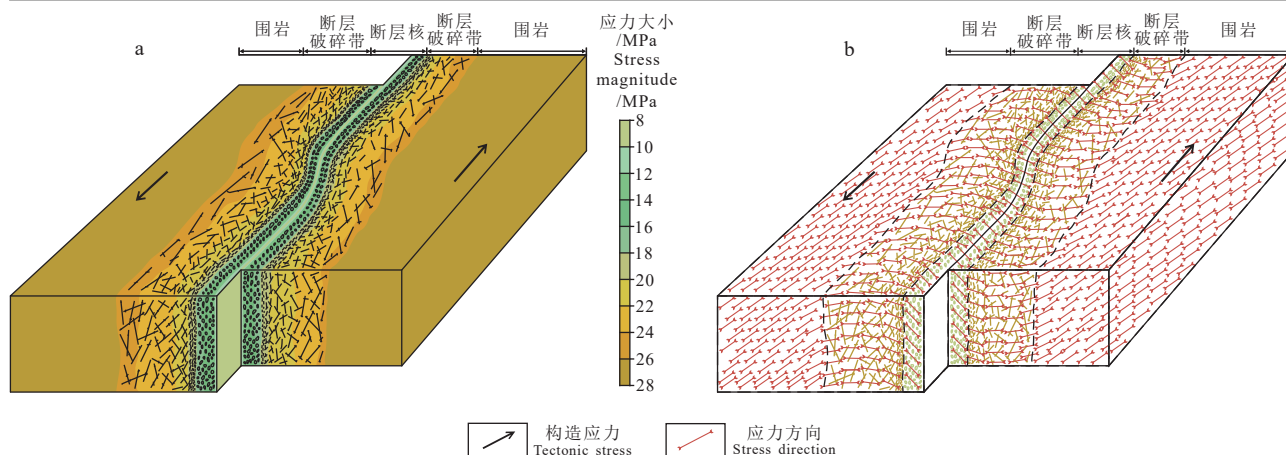 a
围岩
断层
破碎带
断层核
断层
破碎带
围岩
应力大小
/MPa
Stress
magnitude
/MPa
8
10
12
14
16
18
20
22
24
26
28
b
围岩
断层
破碎带
断层核
断层
破碎带
围岩
构造应力
Tectonic stress
应力方向
Stress direction